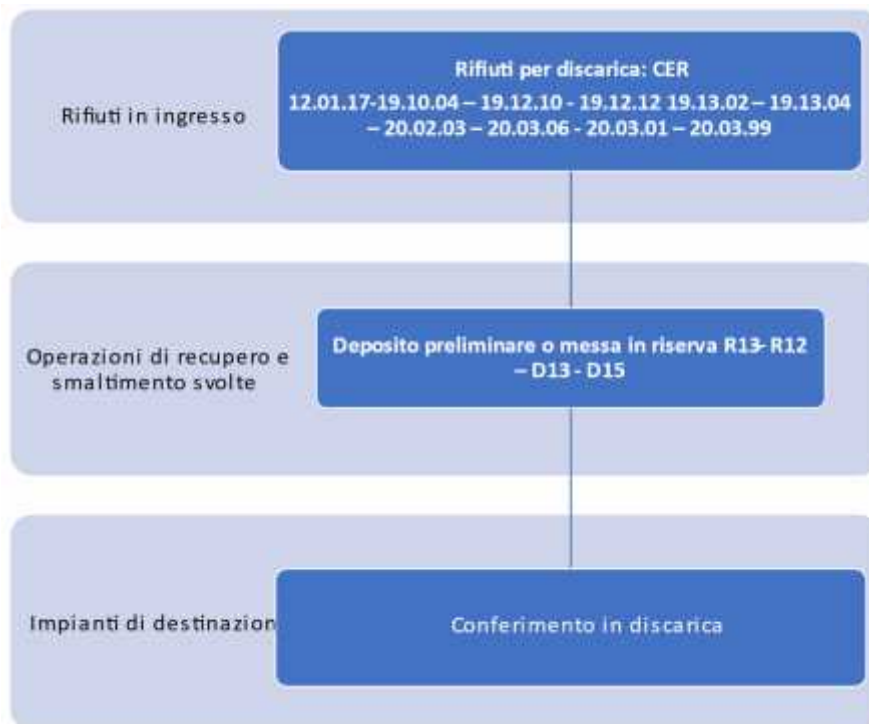 Rifiuti in ingresso
Rifiuti per discarica: CER
12.01.17-19.10.04 – 19.12.10 - 19.12.12 19.13.02 – 19.13.04
– 20.02.03 – 20.03.06 - 20.03.01 – 20.03.99
Operazioni di recupero e
smaltimento svolte
Deposito preliminare o messa in riserva R13- R12
– D13 - D15
Impianti di destinazion
Conferimento in discarica